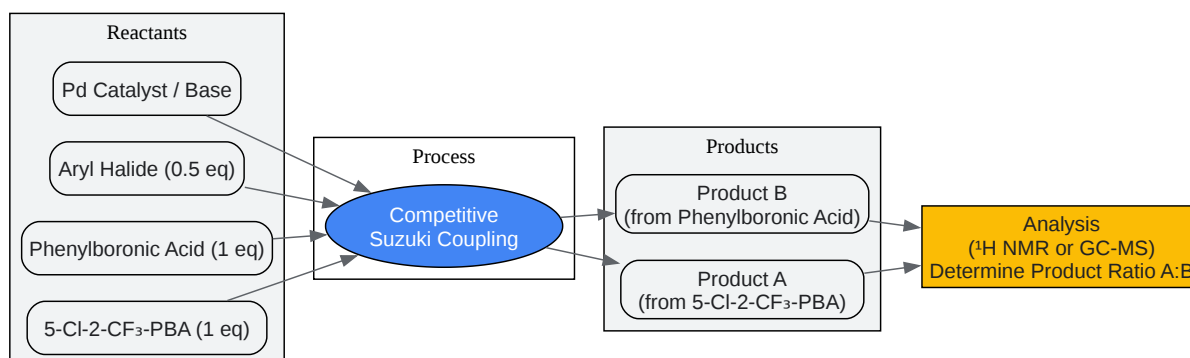 Reactants
Pd Catalyst / Base
Aryl Halide (0.5 eq)
Phenylboronic Acid (1 eq)
5-Cl-2-CF₃-PBA (1 eq)
Process
Competitive
Suzuki Coupling
Products
Product B
(from Phenylboronic Acid)
Product A
(from 5-Cl-2-CF₃-PBA)
Analysis
(¹H NMR or GC-MS)
Determine Product Ratio A:B